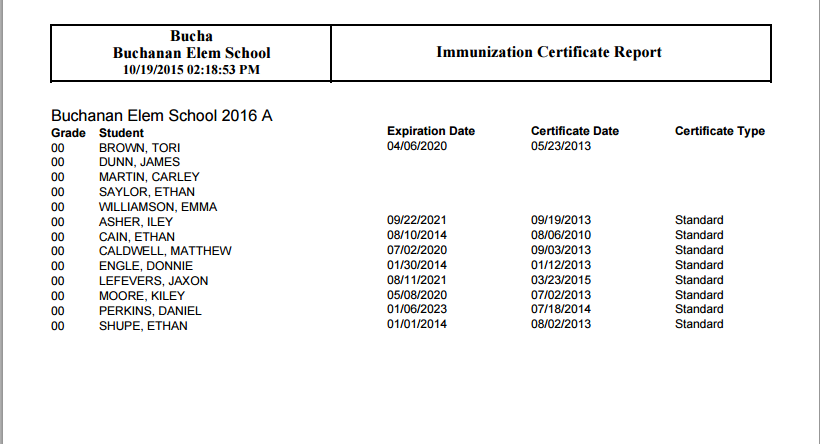 Bucha
Buchanan Elem School
10/19/2015 02:18:53 PM
Immunization Certificate Report
Buchanan Elem School 2016 A
Grade Student Expiration Date Certificate Date Certificate Type
00 BROWN, TORI 04/06/2020 05/23/2013
00 DUNN, JAMES
00 MARTIN, CARLEY
00 SAYLOR, ETHAN
00 WILLIAMSON, EMMA
00 ASHER, ILEY 09/22/2021 09/19/2013 Standard
00 CAIN, ETHAN 08/10/2014 08/06/2010 Standard
00 CALDWELL, MATTHEW 07/02/2020 09/03/2013 Standard
00 ENGLE, DONNIE 01/30/2014 01/12/2013 Standard
00 LEFEVERS, JAXON 08/11/2021 03/23/2015 Standard
00 MOORE, KILEY 05/08/2020 07/02/2013 Standard
00 PERKINS, DANIEL 01/06/2023 07/18/2014 Standard
00 SHUPE, ETHAN 01/01/2014 08/02/2013 Standard